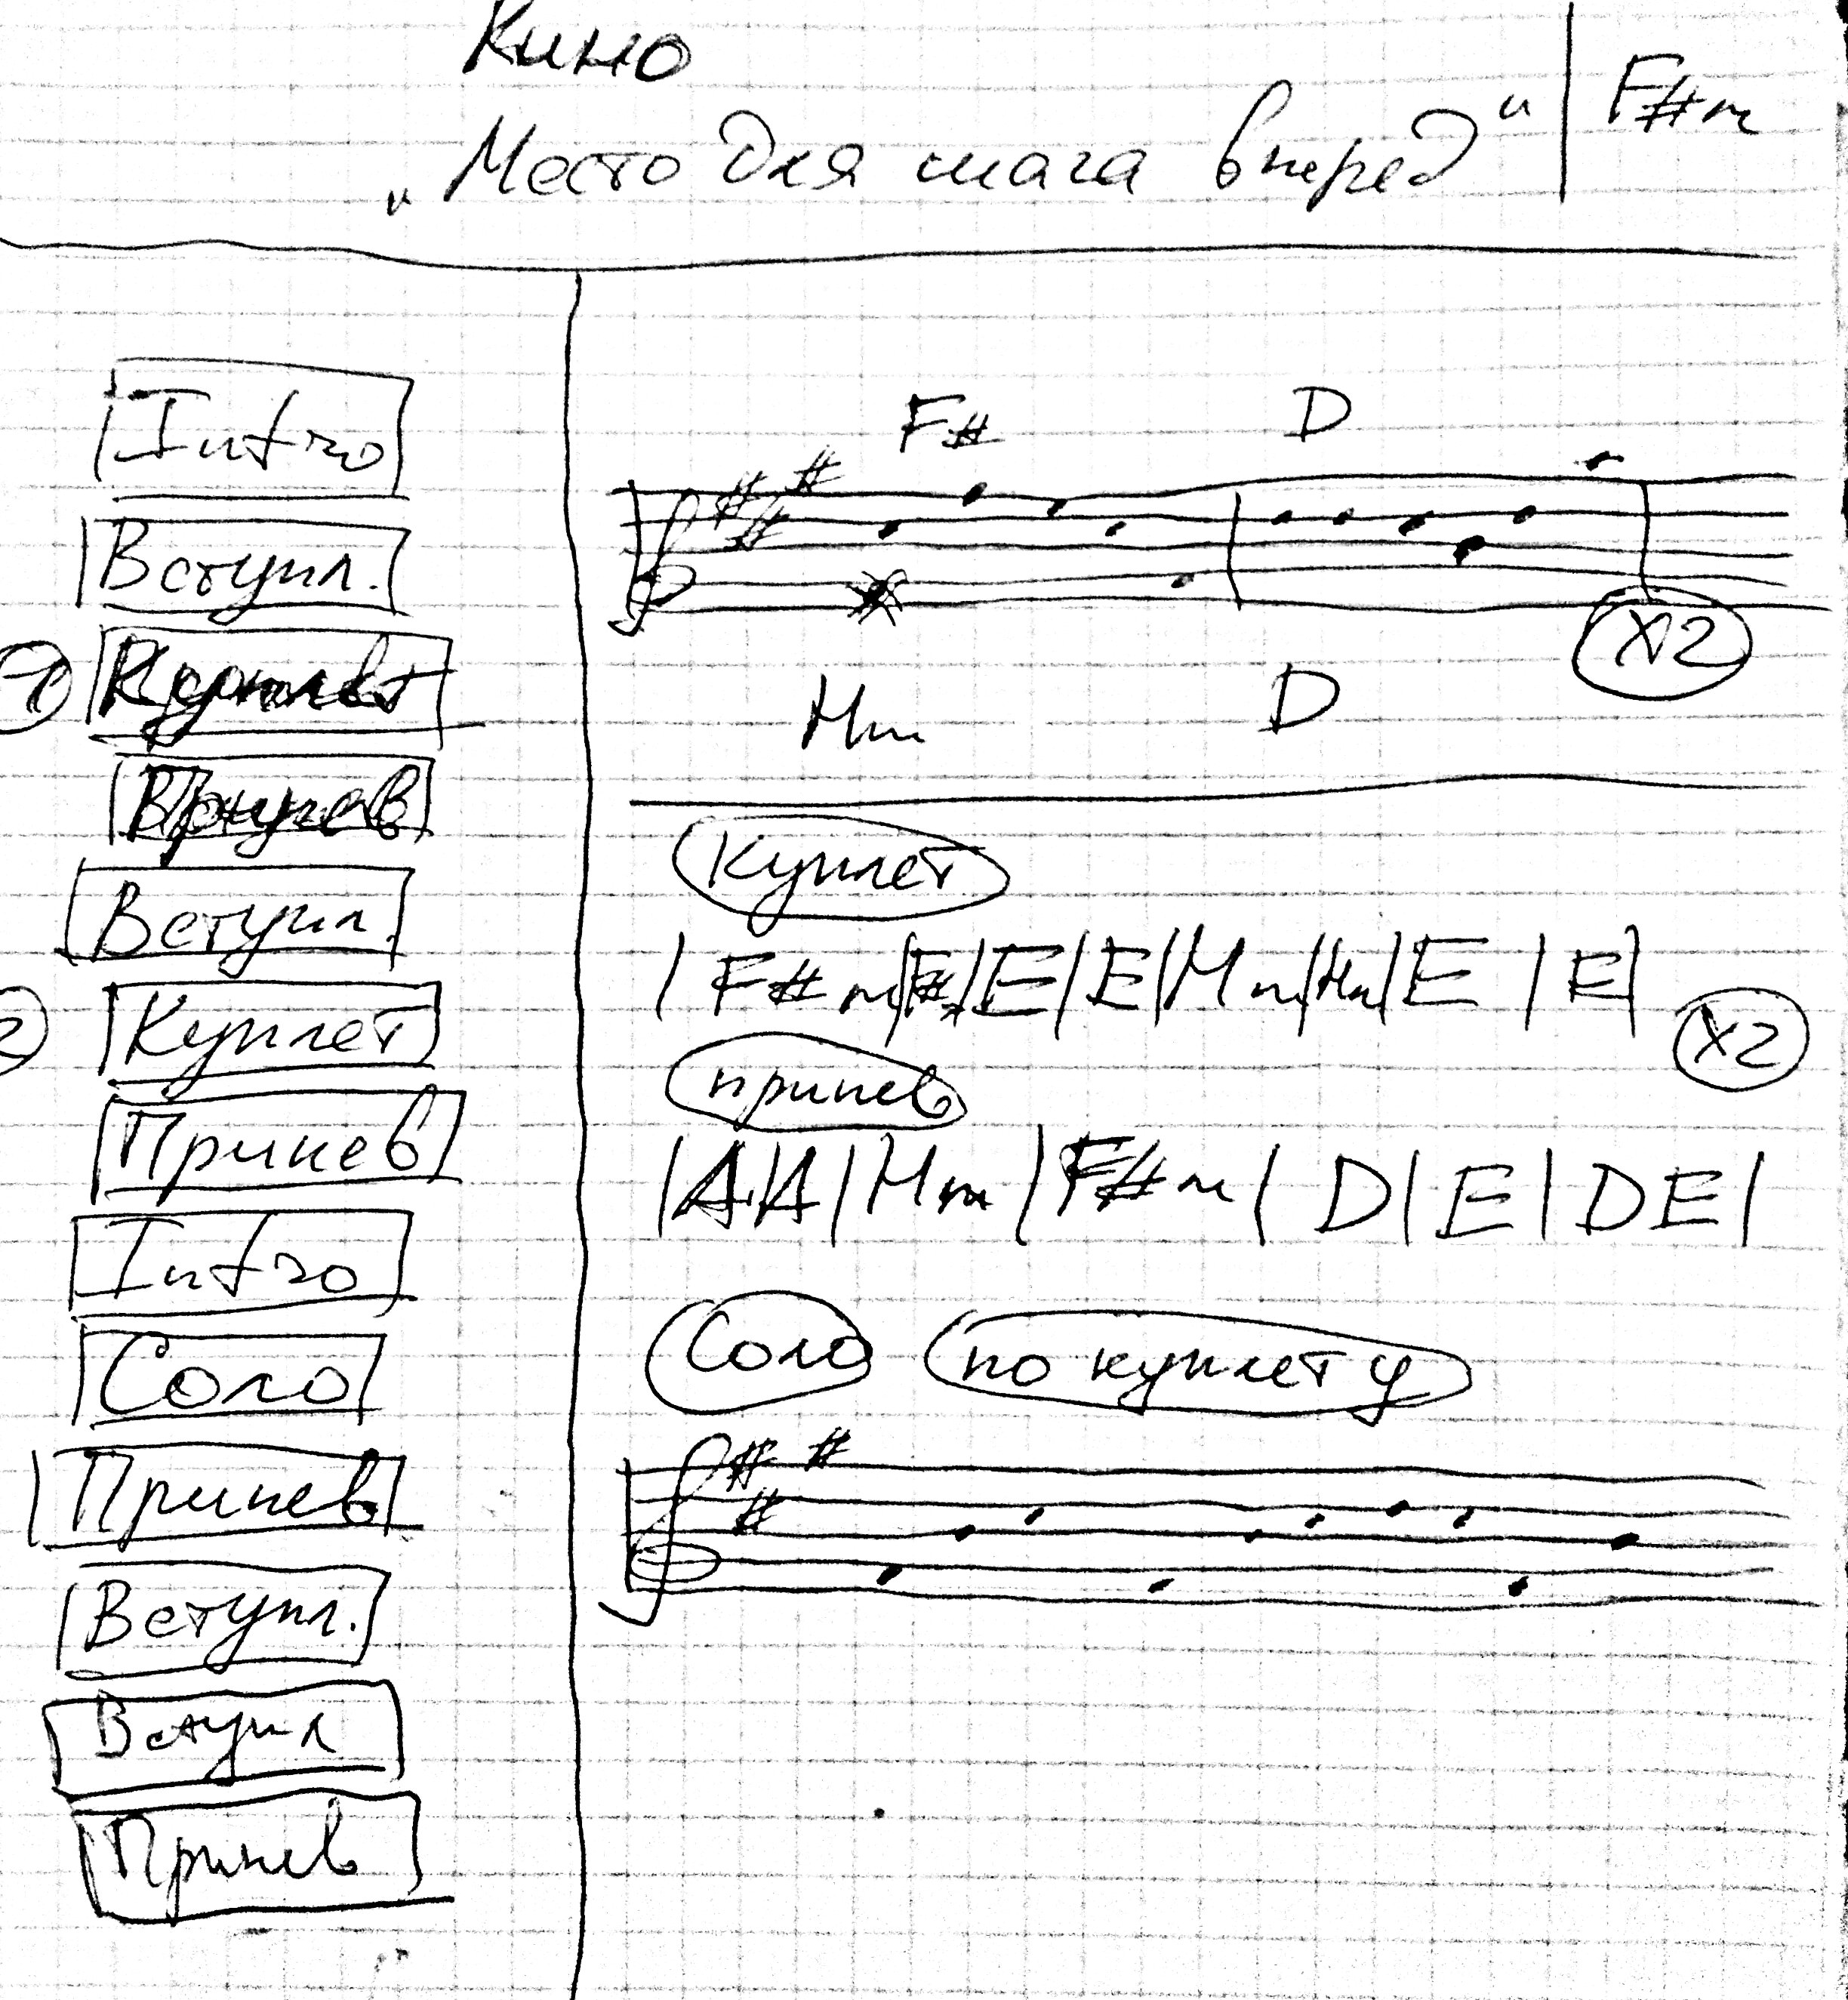 Кино
„Место для шага вперед" | F#m
Intro
Вступл.
① Куплет
Припев
Вступл.
② Куплет
Припев
Intro
Соло
Припев
Вступл.
Вступл
Припев
F# D
X2
Hm D
Куплет
| F#m | F#m | E | E | Hm | Hm | E | E |
X2
припев
| A | A | Hm | F#m | D | E | D E |
Соло по куплету